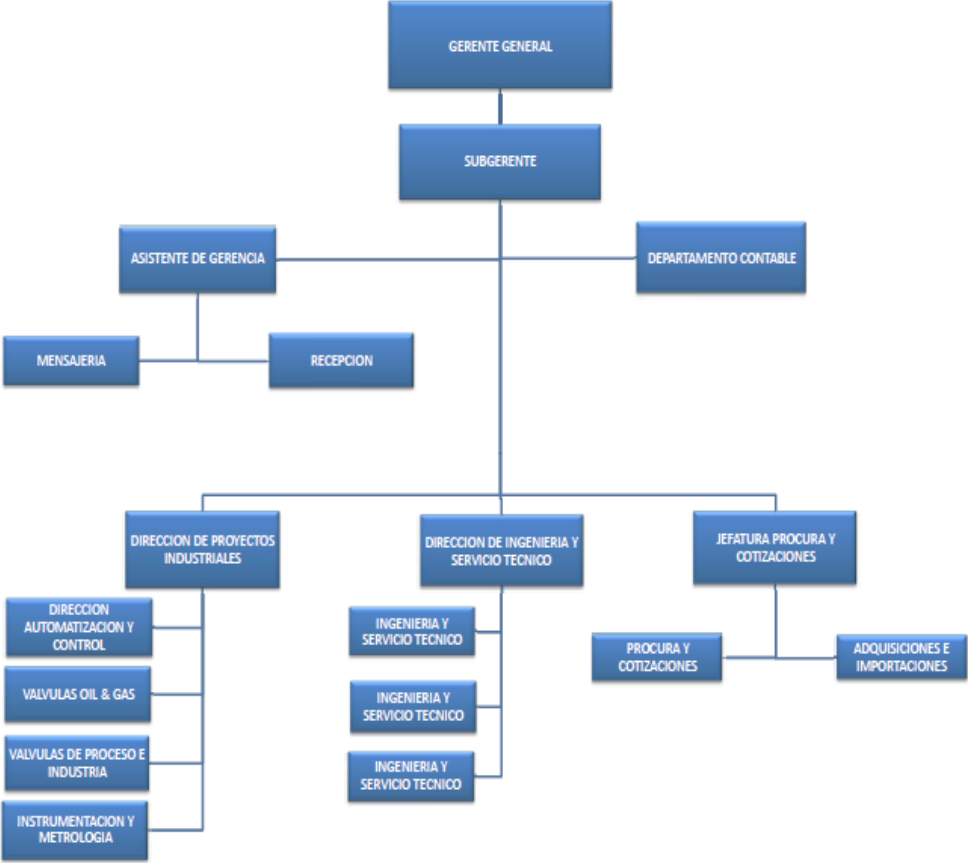 GERENTE GENERAL
SUBGERENTE
ASISTENTE DE GERENCIA
DEPARTAMENTO CONTABLE
MENSAJERIA
RECEPCION
DIRECCION DE PROYECTOS
INDUSTRIALES
DIRECCION DE INGENIERIA Y
SERVICIO TECNICO
JEFATURA PROCURA Y
COTIZACIONES
DIRECCION
AUTOMATIZACION Y
CONTROL
VALVULAS OIL & GAS
VALVULAS DE PROCESO E
INDUSTRIA
INSTRUMENTACION Y
METROLOGIA
INGENIERIA Y
SERVICIO TECNICO
INGENIERIA Y
SERVICIO TECNICO
INGENIERIA Y
SERVICIO TECNICO
PROCURA Y
COTIZACIONES
ADQUISICIONES E
IMPORTACIONES